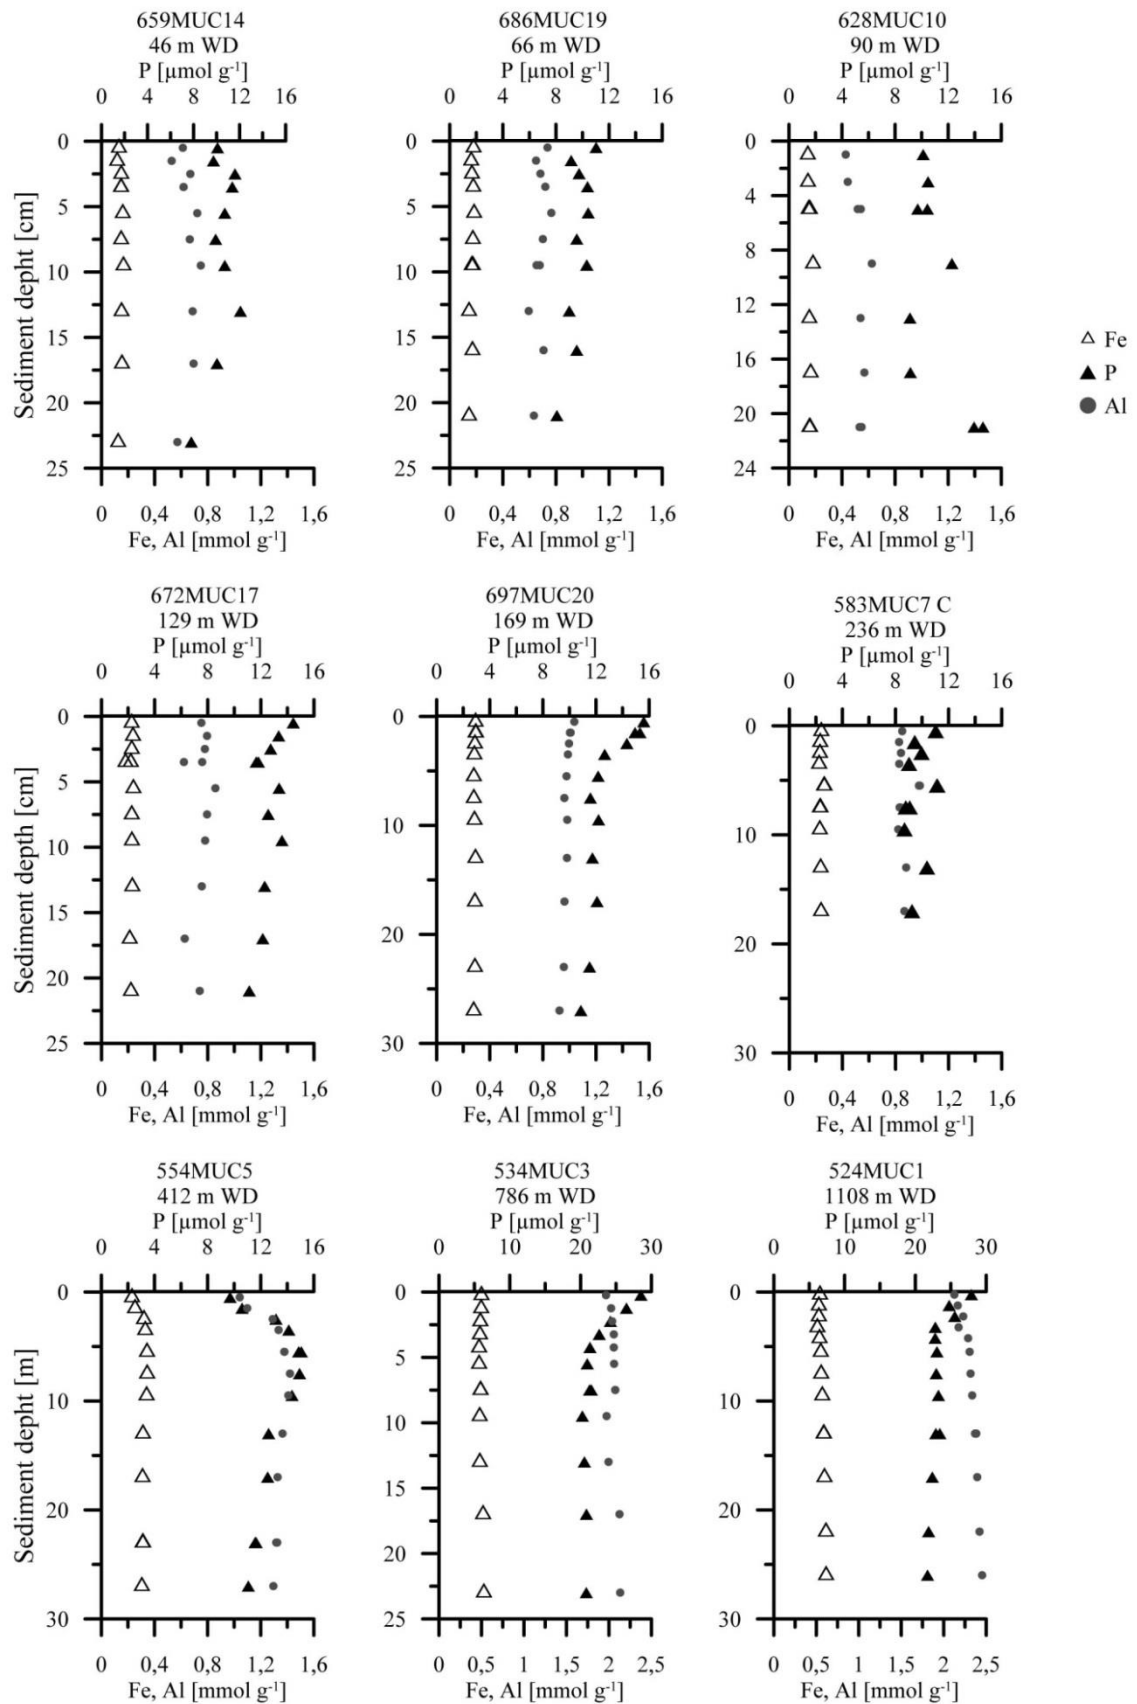 659MUC14
46 m WD
P [µmol g⁻¹]
0 4 8 12 16
686MUC19
66 m WD
P [µmol g⁻¹]
0 4 8 12 16
628MUC10
90 m WD
P [µmol g⁻¹]
0 4 8 12 16
Sediment depht [cm]
0
5
10
15
20
25
0 0,4 0,8 1,2 1,6
Fe, Al [mmol g⁻¹]
0
5
10
15
20
25
0 0,4 0,8 1,2 1,6
Fe, Al [mmol g⁻¹]
0
4
8
12
16
20
24
0 0,4 0,8 1,2 1,6
Fe, Al [mmol g⁻¹]
Fe
P
Al
672MUC17
129 m WD
P [µmol g⁻¹]
0 4 8 12 16
697MUC20
169 m WD
P [µmol g⁻¹]
0 4 8 12 16
583MUC7 C
236 m WD
P [µmol g⁻¹]
0 4 8 12 16
Sediment depth [cm]
0
5
10
15
20
25
0 0,4 0,8 1,2 1,6
Fe, Al [mmol g⁻¹]
0
10
20
30
0 0,4 0,8 1,2 1,6
Fe, Al [mmol g⁻¹]
0
10
20
30
0 0,4 0,8 1,2 1,6
Fe, Al [mmol g⁻¹]
554MUC5
412 m WD
P [µmol g⁻¹]
0 4 8 12 16
534MUC3
786 m WD
P [µmol g⁻¹]
0 10 20 30
524MUC1
1108 m WD
P [µmol g⁻¹]
0 10 20 30
Sediment depht [m]
0
10
20
30
0 0,4 0,8 1,2 1,6
Fe, Al [mmol g⁻¹]
0
5
10
15
20
25
0 0,5 1 1,5 2 2,5
Fe, Al [mmol g⁻¹]
0
10
20
30
0 0,5 1 1,5 2 2,5
Fe, Al [mmol g⁻¹]